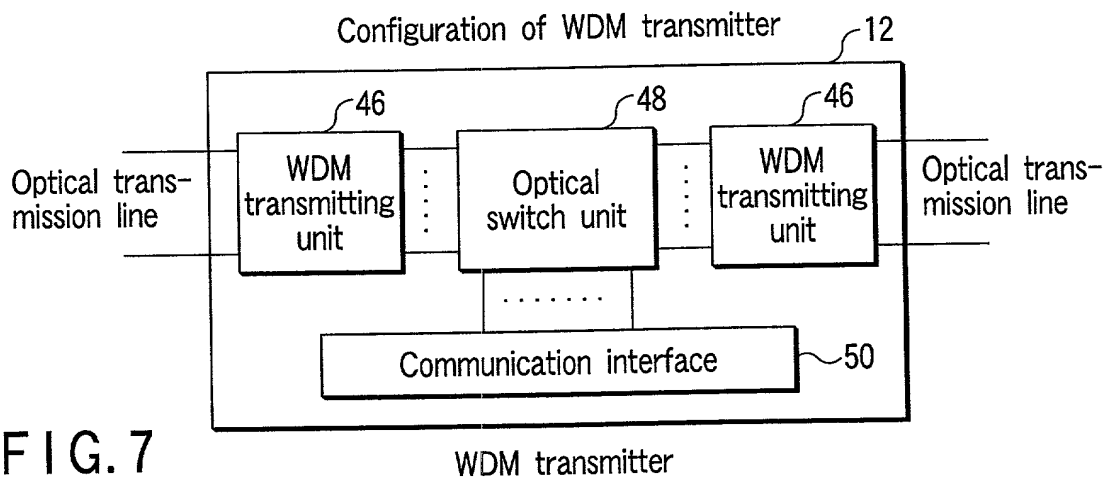 Configuration of WDM transmitter
12
46
48
46
Optical trans-
mission line
WDM
transmitting
unit
Optical
switch unit
WDM
transmitting
unit
Optical trans-
mission line
Communication interface
50
FIG. 7
WDM transmitter